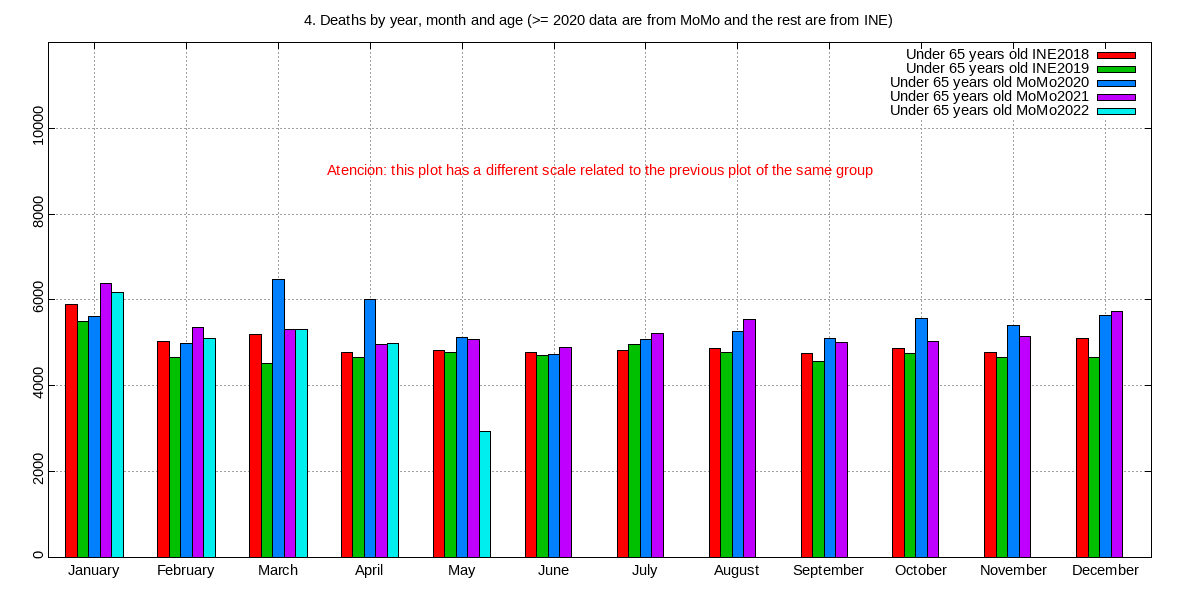 4. Deaths by year, month and age (>= 2020 data are from MoMo and the rest are from INE)
Under 65 years old INE2018
Under 65 years old INE2019
Under 65 years old MoMo2020
Under 65 years old MoMo2021
Under 65 years old MoMo2022
Atencion: this plot has a different scale related to the previous plot of the same group
10000
8000
6000
4000
2000
0
January February March April May June July August September October November December